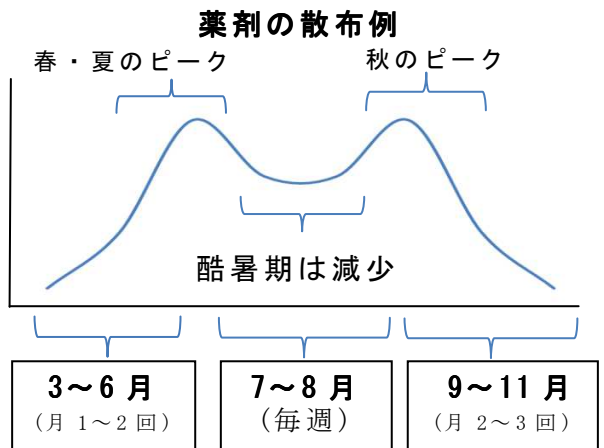 薬剤の散布例
春・夏のピーク
秋のピーク
酷暑期は減少
3～6 月
（月 1～2 回）
7～8 月
（毎週）
9～11 月
（月 2～3 回）